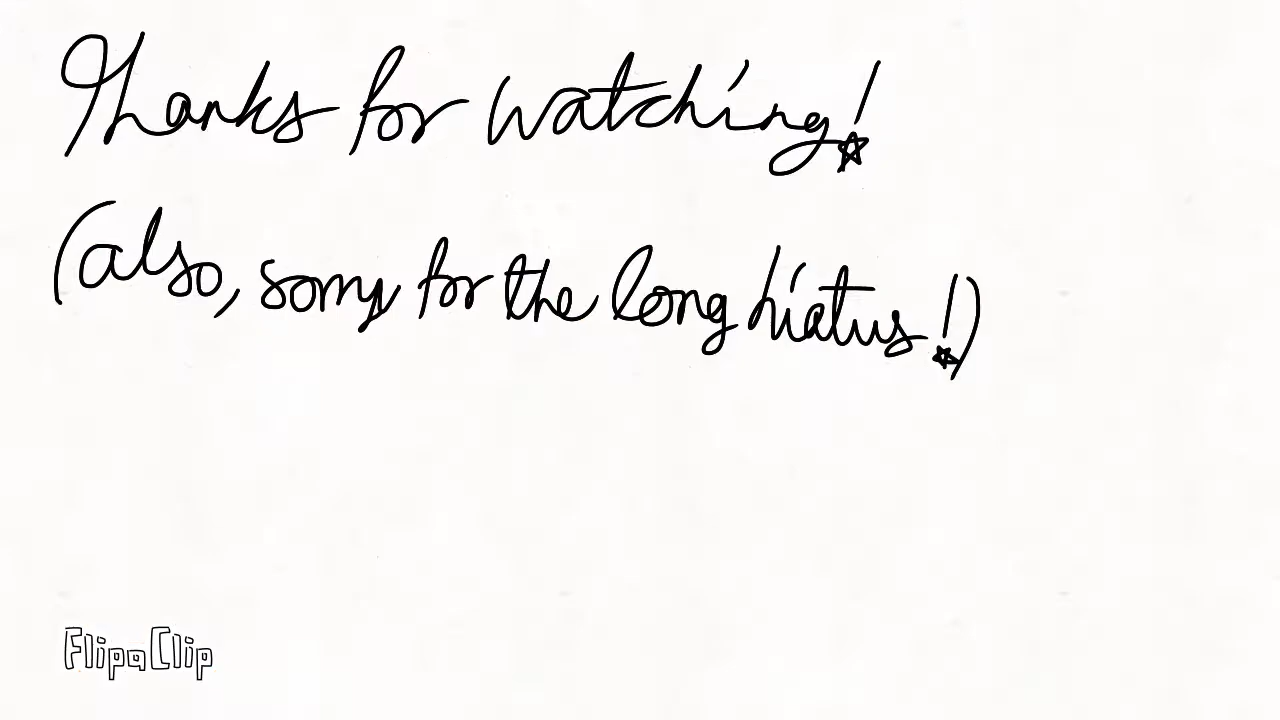 Thanks for watching!
(also, sorry for the long hiatus!)
FlipaClip